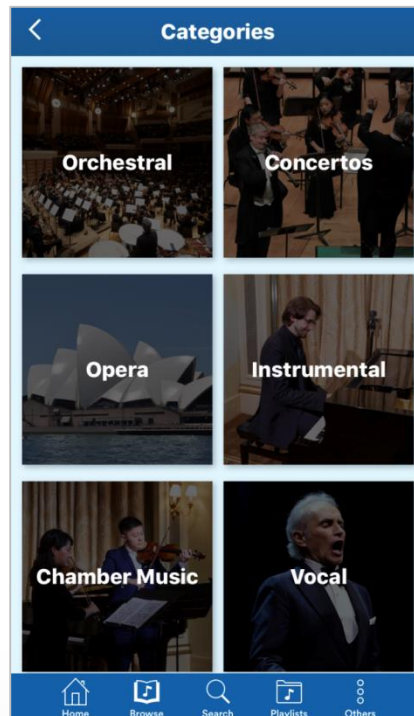 Categories
Orchestral
Concertos
Opera
Instrumental
Chamber Music
Vocal
Home
Browse
Search
Playlists
Others